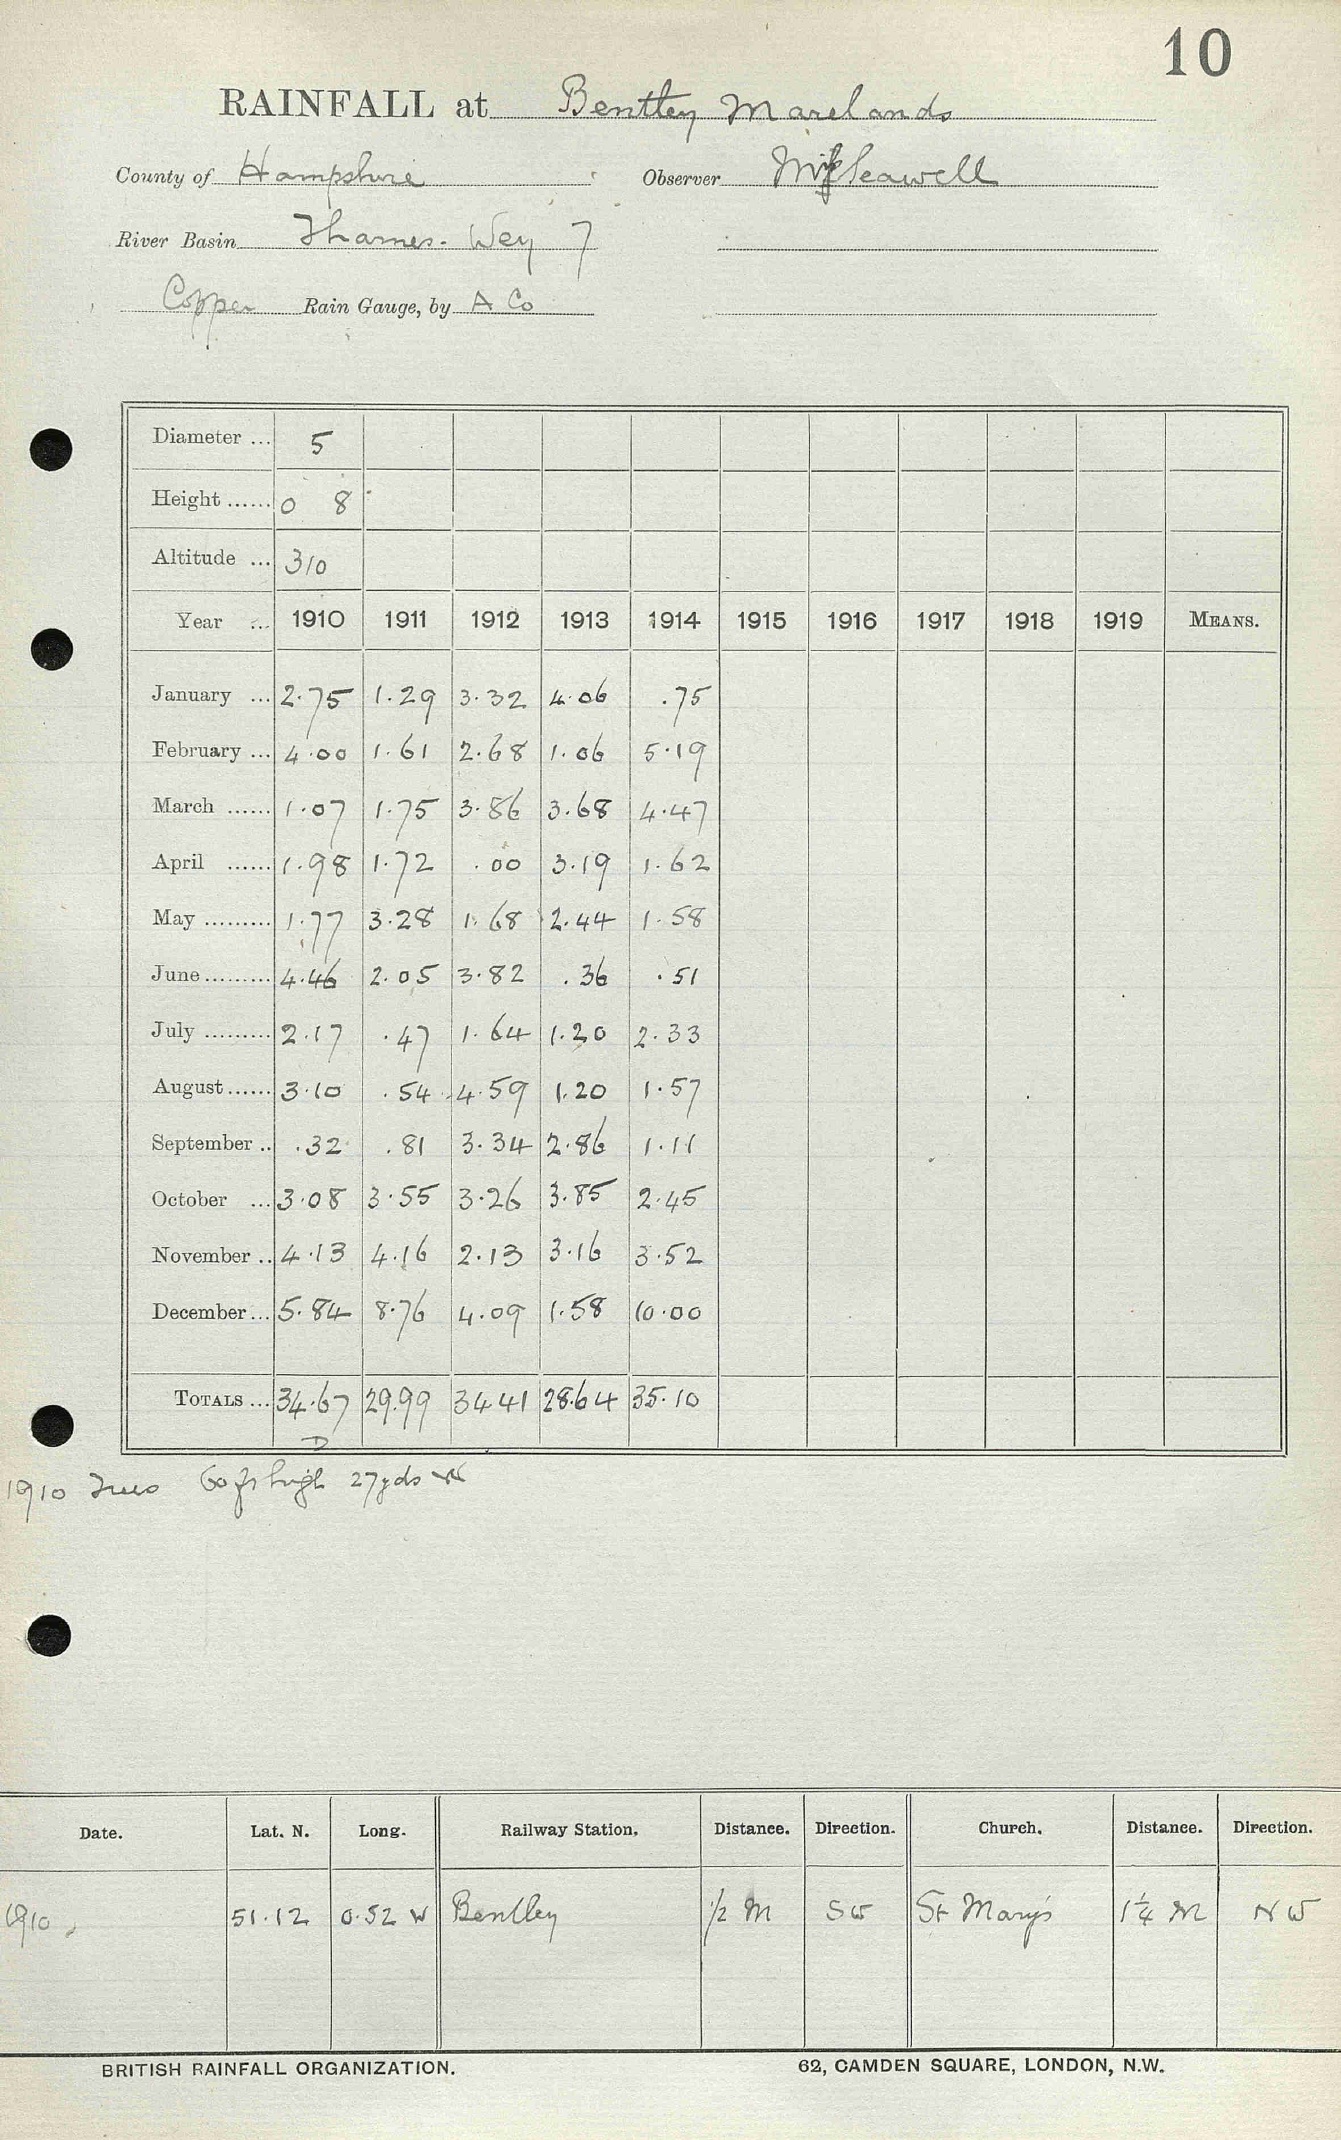 10
RAINFALL at Bentley Marelands
County of Hampshire Observer Seawell
River Basin Thames. Wey 7
Copper Rain Gauge, by A Co
Diameter ... 5
Height ...... 0 8
Altitude ... 310
Year ... 1910 1911 1912 1913 1914 1915 1916 1917 1918 1919 MEANS.
January ... 2.75 1.29 3.32 4.06 .75
February ... 4.00 1.61 2.68 1.06 5.19
March ...... 1.07 1.75 3.86 3.68 4.47
April ...... 1.98 1.72 .00 3.19 1.62
May ......... 1.77 3.28 1.68 2.44 1.58
June ......... 4.46 2.05 3.82 .36 .51
July ......... 2.17 .47 1.64 1.20 2.33
August ...... 3.10 .54 4.59 1.20 1.57
September .. .32 .81 3.34 2.86 1.11
October ... 3.08 3.55 3.26 3.85 2.45
November .. 4.13 4.16 2.13 3.16 3.52
December ... 5.84 8.76 4.09 1.58 10.00
TOTALS ... 34.67 29.99 34 41 28.64 35.10
D
1910 Trees 60 ft high 27 yds W
Date. Lat. N. Long. Railway Station. Distance. Direction. Church. Distance. Direction.
1910 51.12 0.52 W Bentley 1/2 M SW St Mary's 1 1/4 M NW
BRITISH RAINFALL ORGANIZATION. 62, CAMDEN SQUARE, LONDON, N.W.